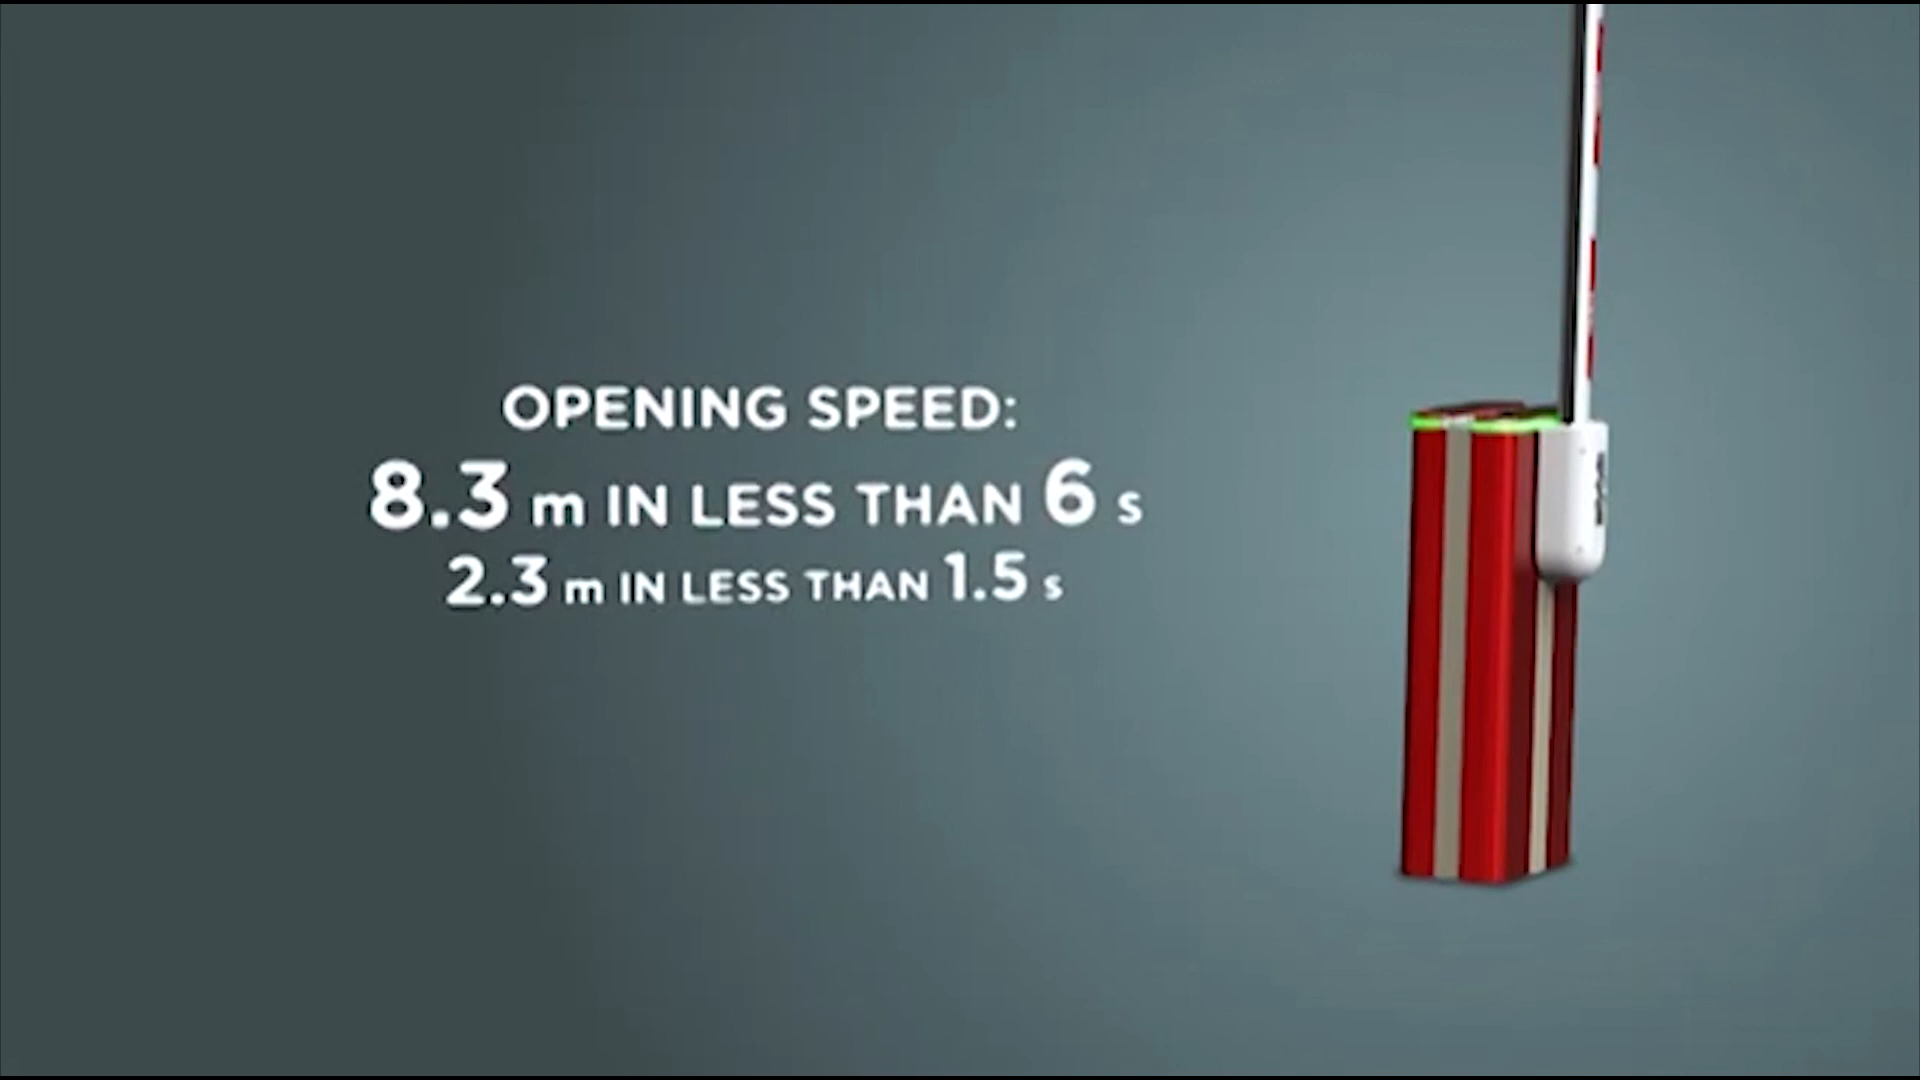 OPENING SPEED:
8.3 m IN LESS THAN 6 s
2.3 m IN LESS THAN 1.5 s